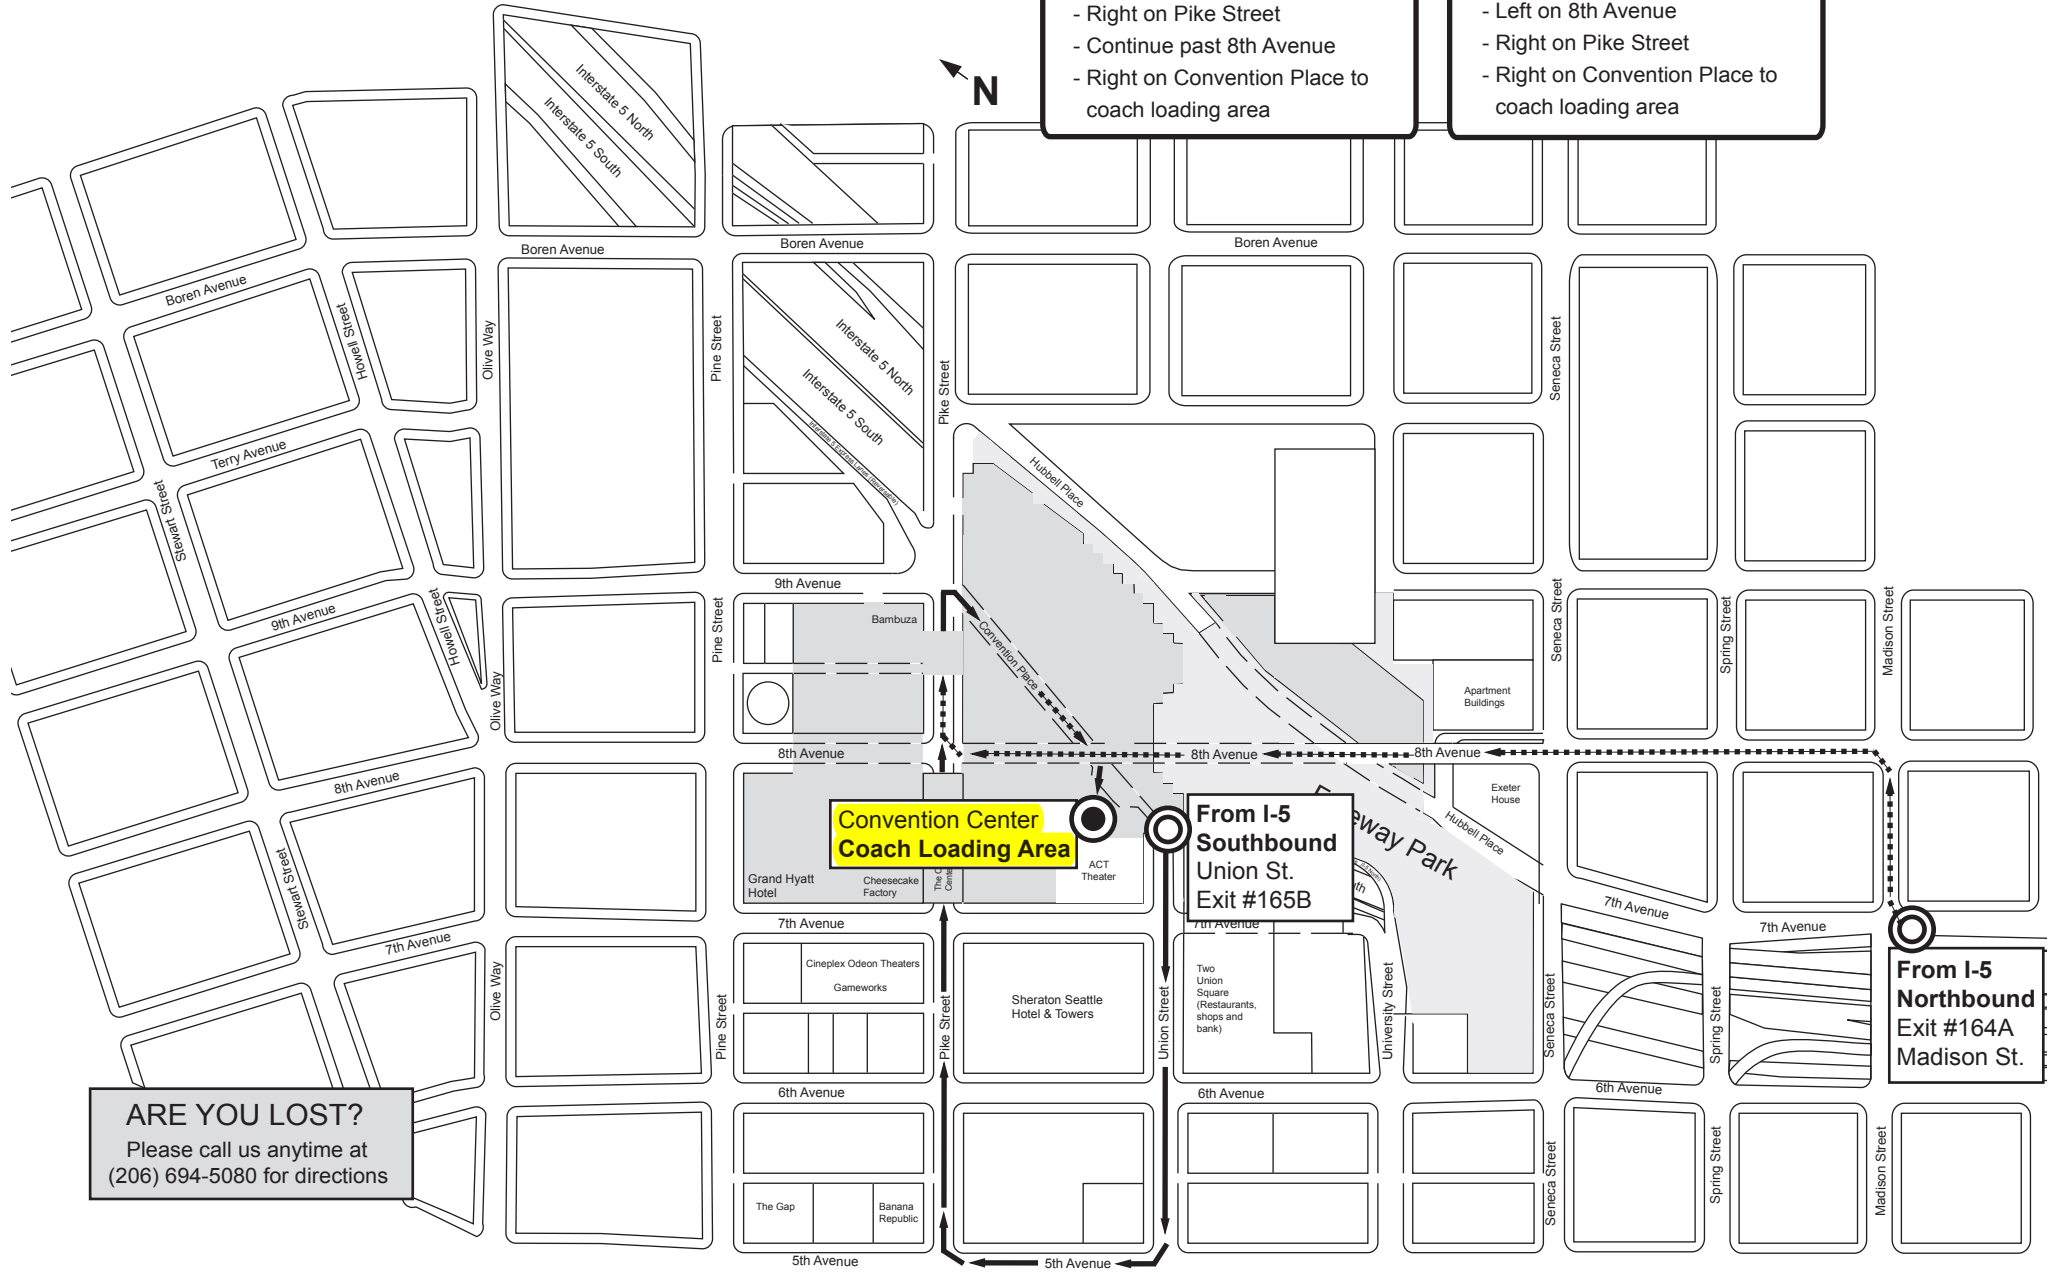 - Right on Pike Street
- Continue past 8th Avenue
- Right on Convention Place to
coach loading area
- Left on 8th Avenue
- Right on Pike Street
- Right on Convention Place to
coach loading area
N
Interstate 5 North
Interstate 5 South
Boren Avenue
Boren Avenue
Boren Avenue
Boren Avenue
Howell Street
Olive Way
Pine Street
Interstate 5 North
Interstate 5 South
Interstate 5 Express Lanes (Reversable)
Pike Street
Seneca Street
Terry Avenue
Stewart Street
Hubbell Place
9th Avenue
9th Avenue
Howell Street
Olive Way
Pine Street
Bambuza
Convention Place
Seneca Street
Spring Street
Madison Street
Apartment
Buildings
8th Avenue
8th Avenue
8th Avenue
8th Avenue
Exeter
House
Hubbell Place
Convention Center
Coach Loading Area
From I-5
Southbound
Union St.
Exit #165B
eway Park
Grand Hyatt
Hotel
Cheesecake
Factory
ACT
Theater
Stewart Street
7th Avenue
7th Avenue
7th Avenue
7th Avenue
7th Avenue
Olive Way
Pine Street
Cineplex Odeon Theaters
Gameworks
Pike Street
Sheraton Seattle
Hotel & Towers
Union Street
Two
Union
Square
(Restaurants,
shops and
bank)
University Street
Seneca Street
Spring Street
From I-5
Northbound
Exit #164A
Madison St.
6th Avenue
6th Avenue
6th Avenue
ARE YOU LOST?
Please call us anytime at
(206) 694-5080 for directions
The Gap
Banana
Republic
Seneca Street
Spring Street
Madison Street
5th Avenue
5th Avenue